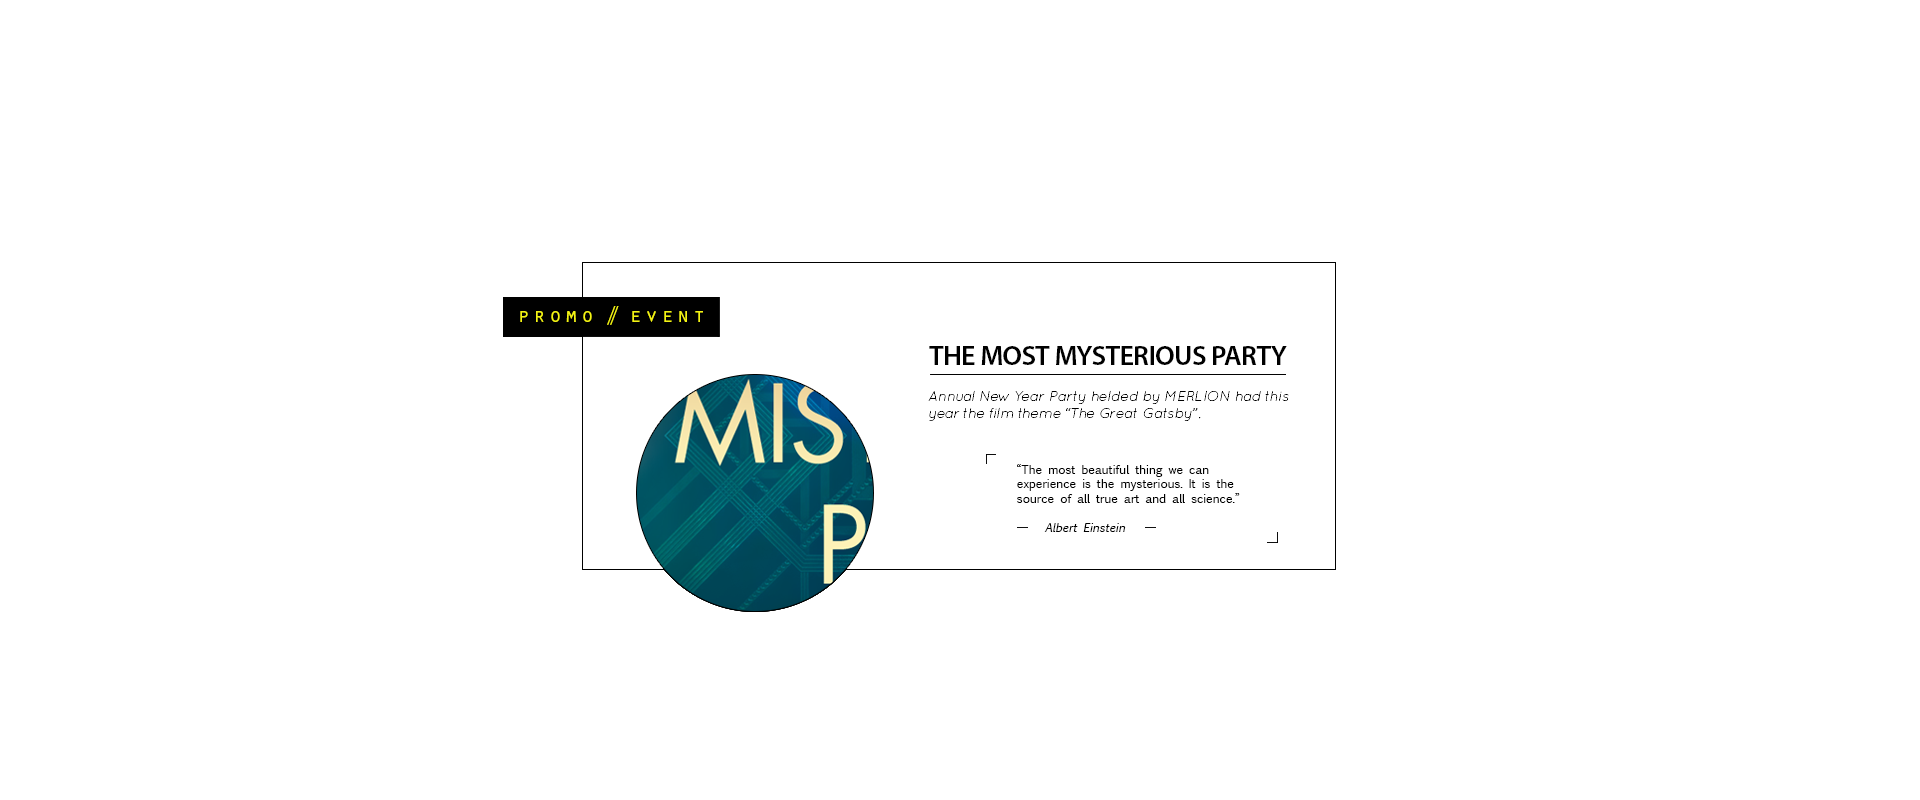 PROMO // EVENT
THE MOST MYSTERIOUS PARTY
Annual New Year Party helded by MERLION had this
year the film theme “The Great Gatsby”.
“The most beautiful thing we can
experience is the mysterious. It is the
source of all true art and all science.”
— Albert Einstein —
MIS
P